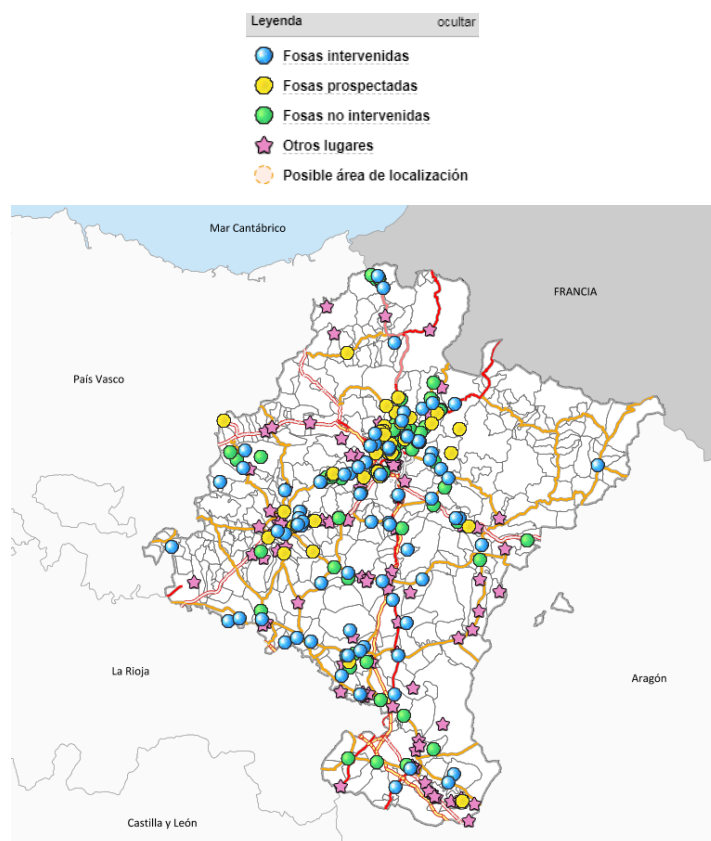 Leyenda ocultar
Fosas intervenidas
Fosas prospectadas
Fosas no intervenidas
Otros lugares
Posible área de localización
Mar Cantábrico
FRANCIA
País Vasco
La Rioja
Aragón
Castilla y León